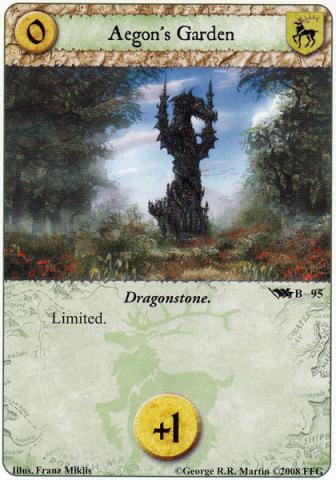 0
Aegon's Garden
Dragonstone.
B 95
Limited.
+1
Illus. Franz Miklis
©George R.R. Martin ©2008 FFG